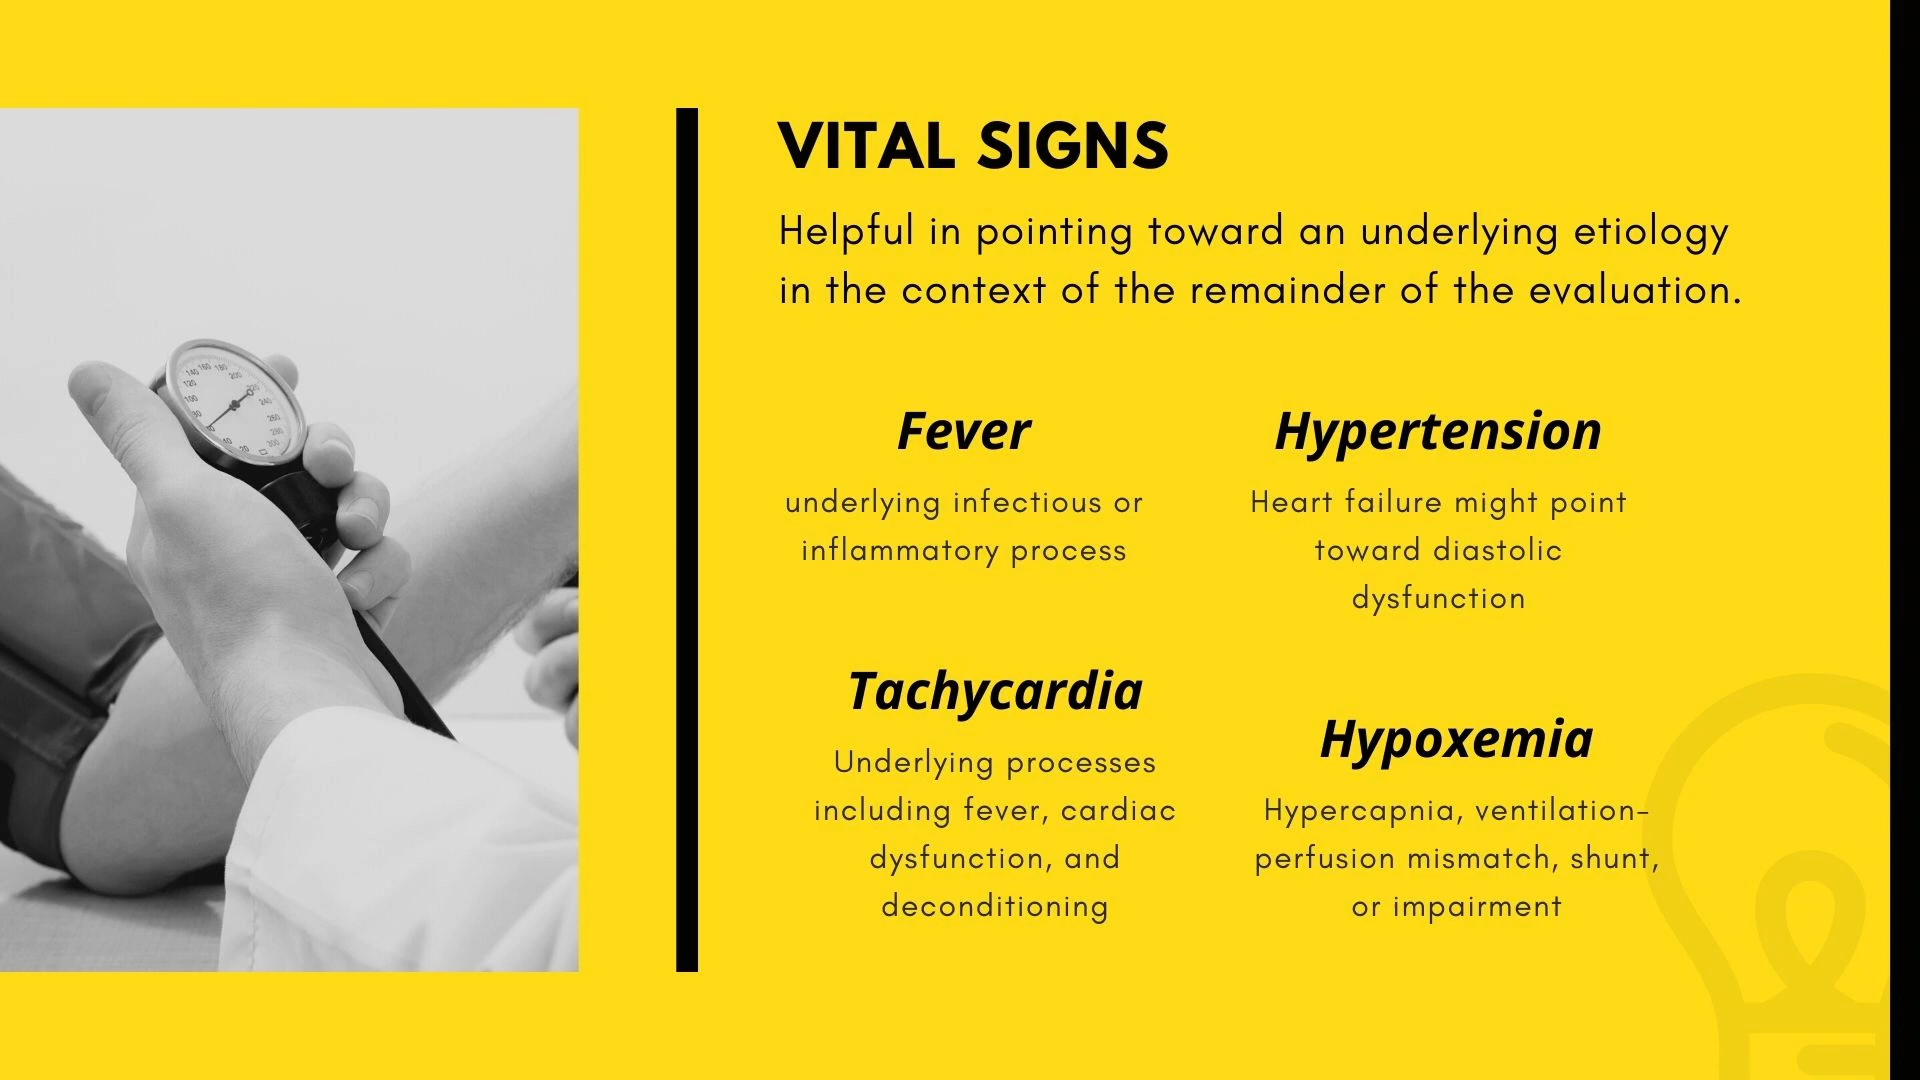 VITAL SIGNS
Helpful in pointing toward an underlying etiology
in the context of the remainder of the evaluation.
Fever
underlying infectious or
inflammatory process
Hypertension
Heart failure might point
toward diastolic
dysfunction
Tachycardia
Underlying processes
including fever, cardiac
dysfunction, and
deconditioning
Hypoxemia
Hypercapnia, ventilation-
perfusion mismatch, shunt,
or impairment